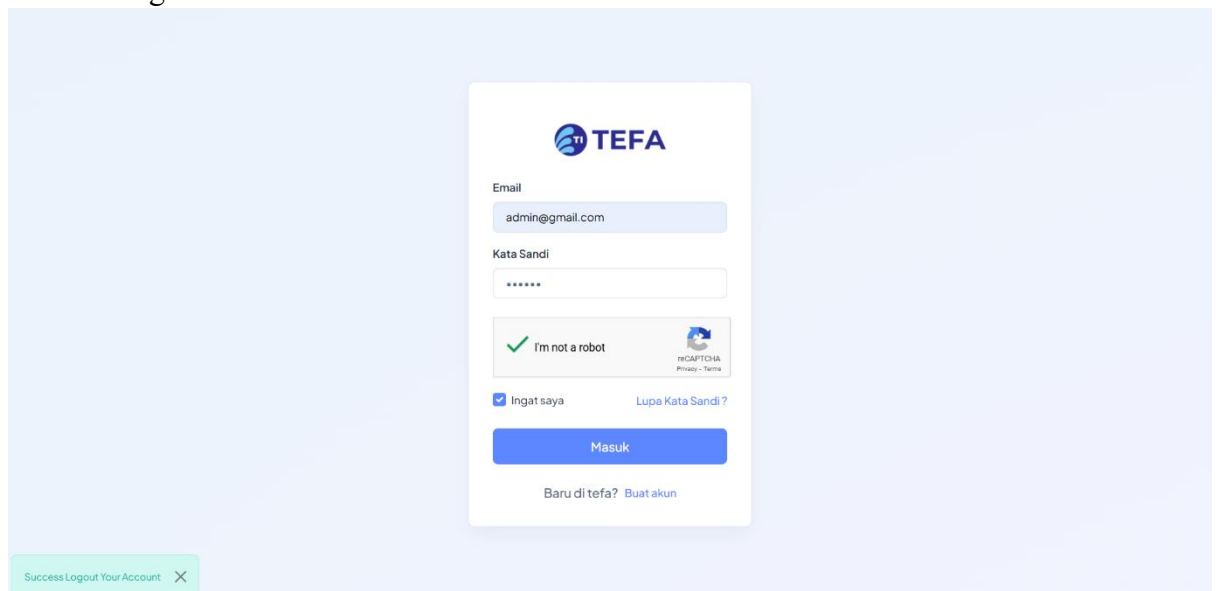 TI TEFA
Email
admin@gmail.com
Kata Sandi
••••••
I'm not a robot
reCAPTCHA
Privacy - Terms
Ingat saya Lupa Kata Sandi ?
Masuk
Baru di tefa? Buat akun
Success Logout Your Account